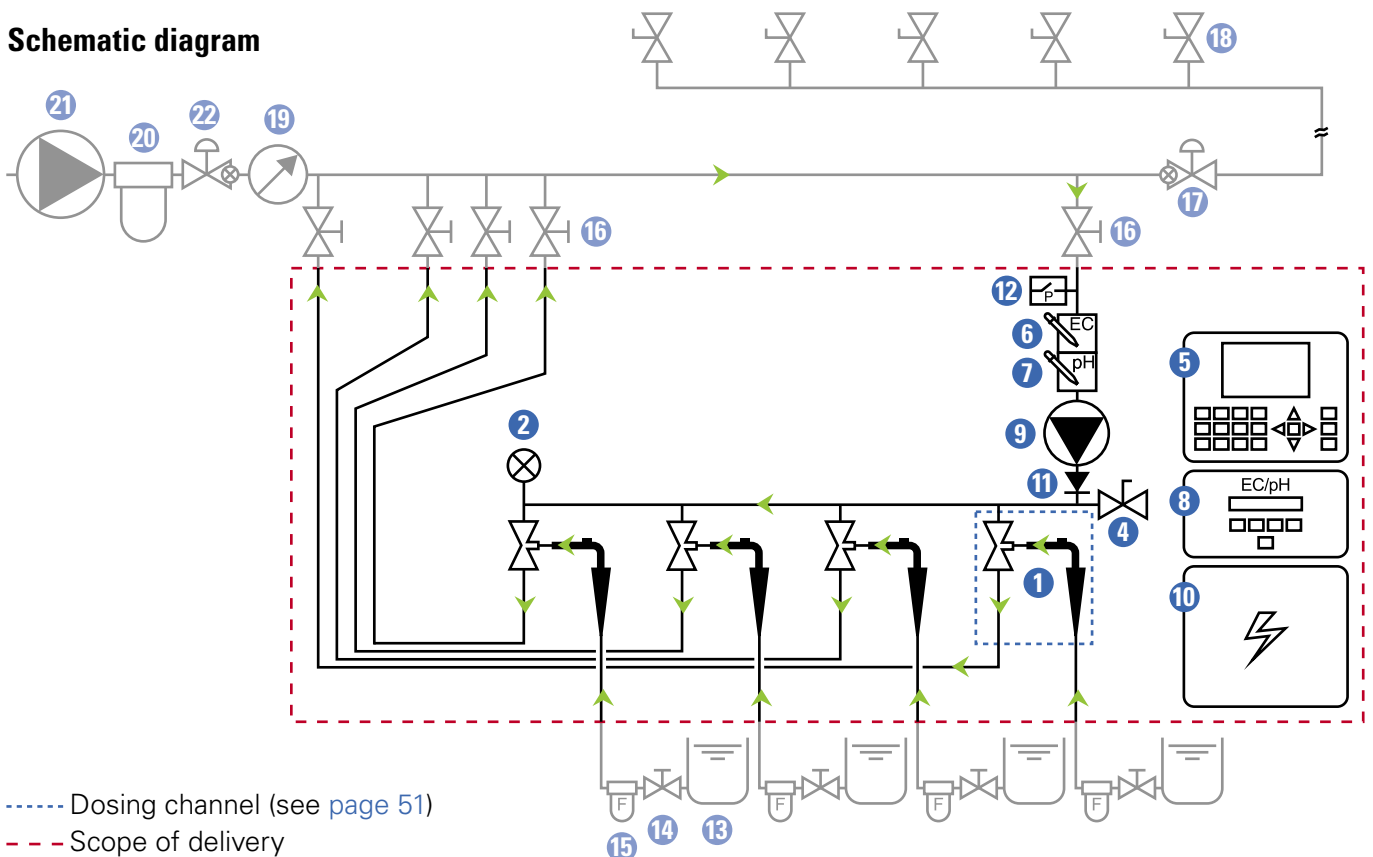 Schematic diagram
18
21
20
22
19
17
16
16
12
P
6
EC
7
pH
5
2
9
11
4
8
EC/pH
1
10
F
F
F
F
15
14
13
Dosing channel (see page 51)
Scope of delivery